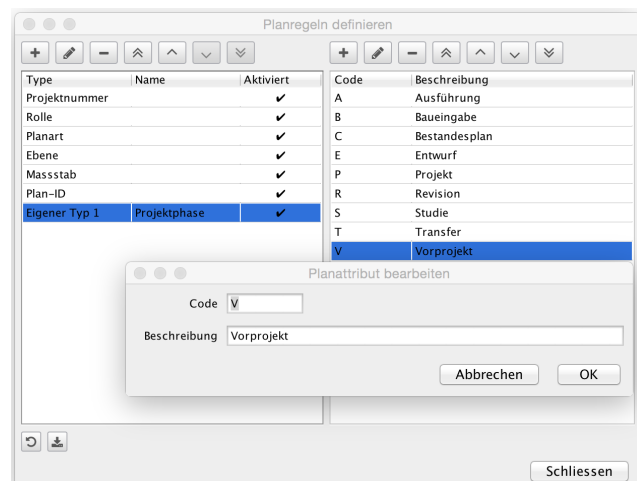 Planregeln definieren
Type Name Aktiviert
Projektnummer ✔
Rolle ✔
Planart ✔
Ebene ✔
Massstab ✔
Plan-ID ✔
Eigener Typ 1 Projektphase ✔
Code Beschreibung
A Ausführung
B Baueingabe
C Bestandesplan
E Entwurf
P Projekt
R Revision
S Studie
T Transfer
V Vorprojekt
Planattribut bearbeiten
Code V
Beschreibung Vorprojekt
Abbrechen OK
Schliessen